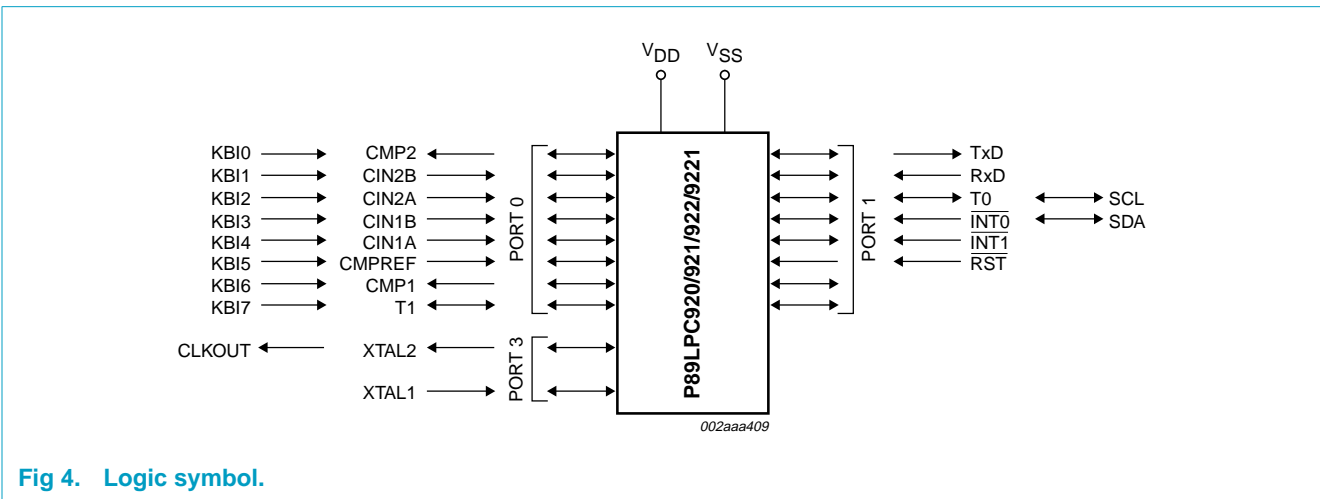 VDD VSS
KBI0 CMP2 TxD
KBI1 CIN2B RxD
KBI2 CIN2A T0 SCL
KBI3 CIN1B INT0 SDA
KBI4 CIN1A INT1
KBI5 CMPREF RST
KBI6 CMP1
KBI7 T1
PORT 0
P89LPC920/921/922/9221
PORT 1
CLKOUT XTAL2
XTAL1
PORT 3
002aaa409
Fig 4. Logic symbol.